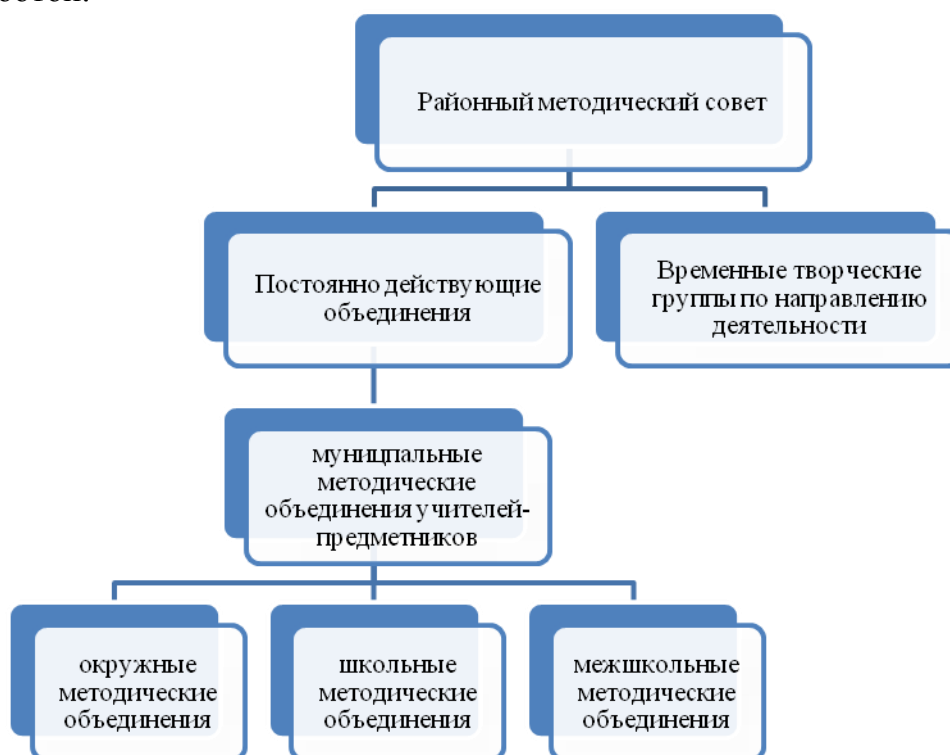 Районный методический совет
Постоянно действующие
объединения
Временные творческие
группы по направлению
деятельности
муницпальные
методические
объединения учителей-
предметников
окружные
методические
объединения
школьные
методические
объединения
межшкольные
методические
объединения